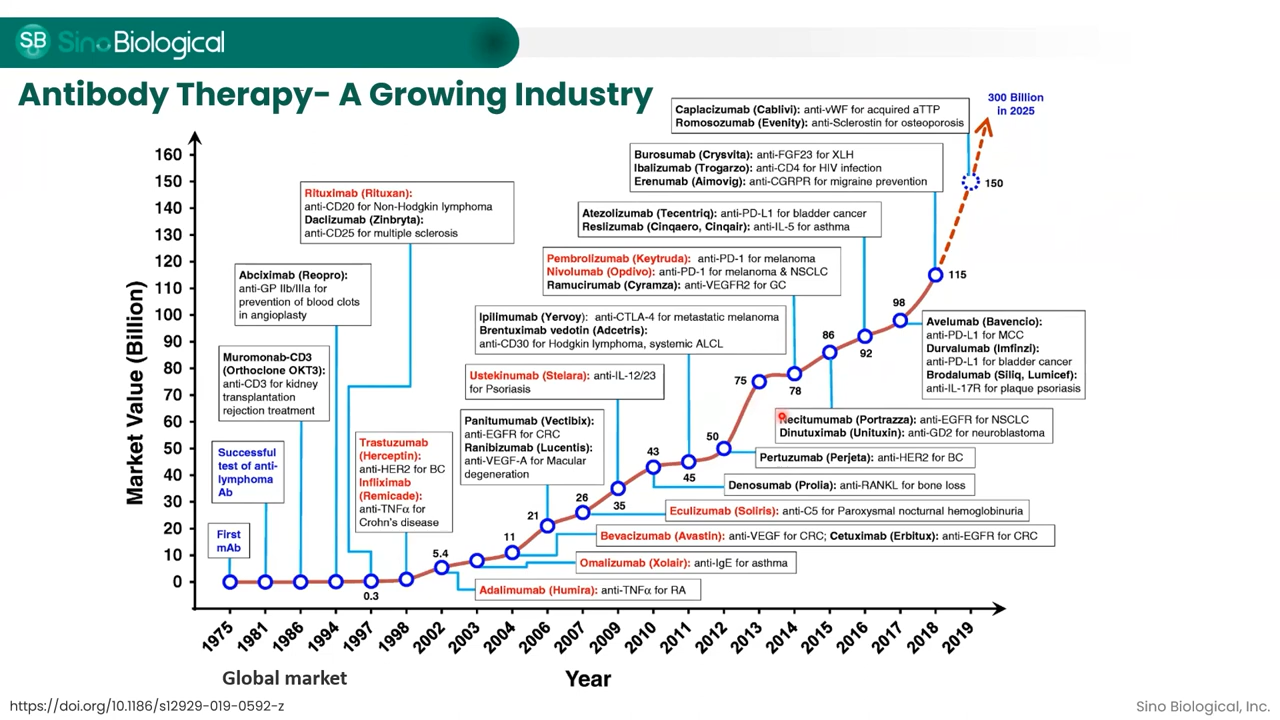 SB SinoBiological
Antibody Therapy- A Growing Industry
300 Billion
in 2025
Caplacizumab (Cablivi): anti-vWF for acquired aTTP
Romosozumab (Evenity): anti-Sclerostin for osteoporosis
Burosumab (Crysvita): anti-FGF23 for XLH
Ibalizumab (Trogarzo): anti-CD4 for HIV infection
Erenumab (Aimovig): anti-CGRPR for migraine prevention
Atezolizumab (Tecentriq): anti-PD-L1 for bladder cancer
Reslizumab (Cinqaero, Cinqair): anti-IL-5 for asthma
Pembrolizumab (Keytruda): anti-PD-1 for melanoma
Nivolumab (Opdivo): anti-PD-1 for melanoma & NSCLC
Ramucirumab (Cyramza): anti-VEGFR2 for GC
Ipilimumab (Yervoy): anti-CTLA-4 for metastatic melanoma
Brentuximab vedotin (Adcetris):
anti-CD30 for Hodgkin lymphoma, systemic ALCL
Ustekinumab (Stelara): anti-IL-12/23
for Psoriasis
Panitumumab (Vectibix):
anti-EGFR for CRC
Ranibizumab (Lucentis):
anti-VEGF-A for Macular
degeneration
Rituximab (Rituxan):
anti-CD20 for Non-Hodgkin lymphoma
Daclizumab (Zinbryta):
anti-CD25 for multiple sclerosis
Abciximab (Reopro):
anti-GP IIb/IIIa for
prevention of blood clots
in angioplasty
Muromonab-CD3
(Orthoclone OKT3):
anti-CD3 for kidney
transplantation
rejection treatment
Trastuzumab
(Herceptin):
anti-HER2 for BC
Infliximab
(Remicade):
anti-TNFα for
Crohn's disease
Successful
test of anti-
lymphoma
Ab
First
mAb
Avelumab (Bavencio):
anti-PD-L1 for MCC
Durvalumab (Imfinzi):
anti-PD-L1 for bladder cancer
Brodalumab (Siliq, Lumicef):
anti-IL-17R for plaque psoriasis
Necitumumab (Portrazza): anti-EGFR for NSCLC
Dinutuximab (Unituxin): anti-GD2 for neuroblastoma
Pertuzumab (Perjeta): anti-HER2 for BC
Denosumab (Prolia): anti-RANKL for bone loss
Eculizumab (Soliris): anti-C5 for Paroxysmal nocturnal hemoglobinuria
Bevacizumab (Avastin): anti-VEGF for CRC; Cetuximab (Erbitux): anti-EGFR for CRC
Omalizumab (Xolair): anti-IgE for asthma
Adalimumab (Humira): anti-TNFα for RA
0.3
5.4
11
21
26
35
43
45
50
75
78
86
92
98
115
150
Market Value (Billion)
160
150
140
130
120
110
100
90
80
70
60
50
40
30
20
10
0
1975 1981 1986 1994 1997 1998 2002 2003 2004 2006 2007 2009 2010 2011 2012 2013 2014 2015 2016 2017 2018 2019
Global market
Year
https://doi.org/10.1186/s12929-019-0592-z
Sino Biological, Inc.